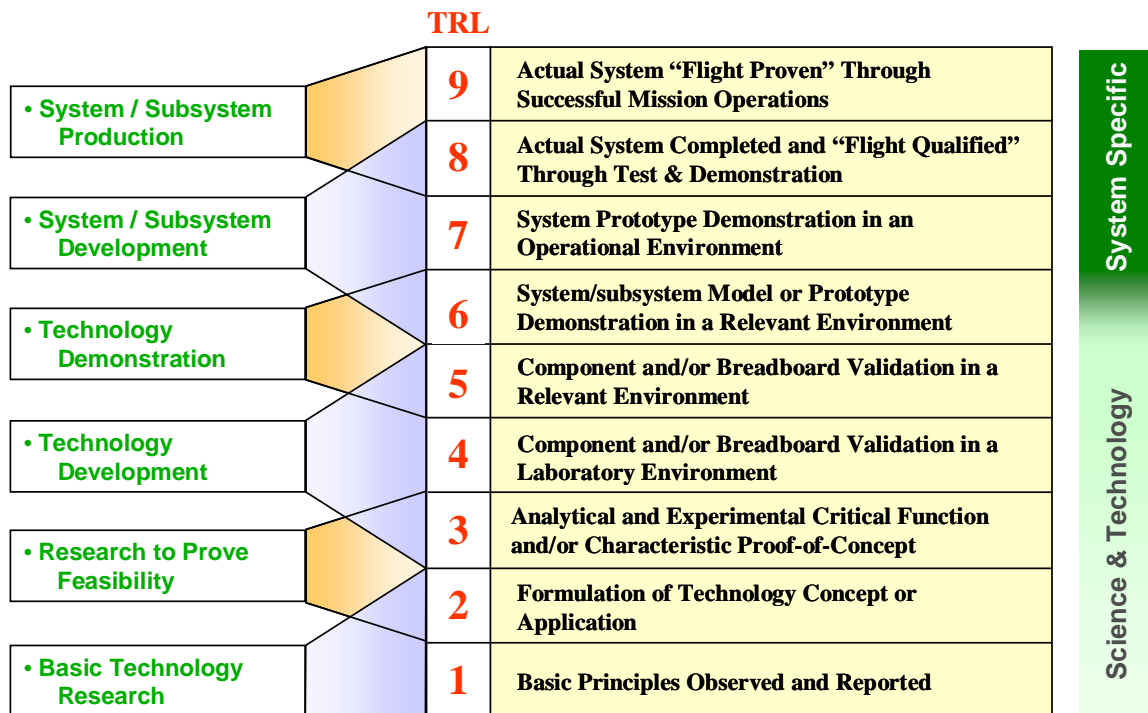 TRL
• System / Subsystem
Production
• System / Subsystem
Development
• Technology
Demonstration
• Technology
Development
• Research to Prove
Feasibility
• Basic Technology
Research
9
Actual System “Flight Proven” Through
Successful Mission Operations
8
Actual System Completed and “Flight Qualified”
Through Test & Demonstration
7
System Prototype Demonstration in an
Operational Environment
6
System/subsystem Model or Prototype
Demonstration in a Relevant Environment
5
Component and/or Breadboard Validation in a
Relevant Environment
4
Component and/or Breadboard Validation in a
Laboratory Environment
3
Analytical and Experimental Critical Function
and/or Characteristic Proof-of-Concept
2
Formulation of Technology Concept or
Application
1
Basic Principles Observed and Reported
System Specific
Science & Technology